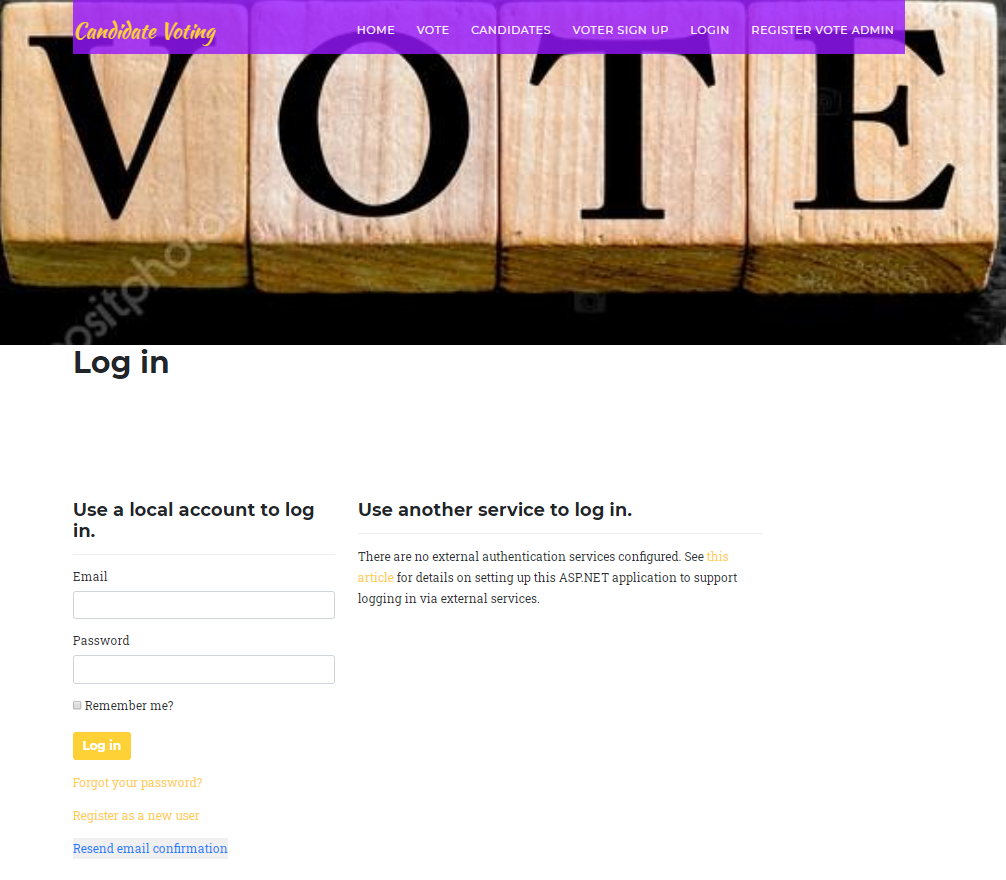 Candidate Voting
HOME VOTE CANDIDATES VOTER SIGN UP LOGIN REGISTER VOTE ADMIN
VOTE
Log in
Use a local account to log
in.
Email
Password
Remember me?
Log in
Forgot your password?
Register as a new user
Resend email confirmation
Use another service to log in.
There are no external authentication services configured. See this
article for details on setting up this ASP.NET application to support
logging in via external services.